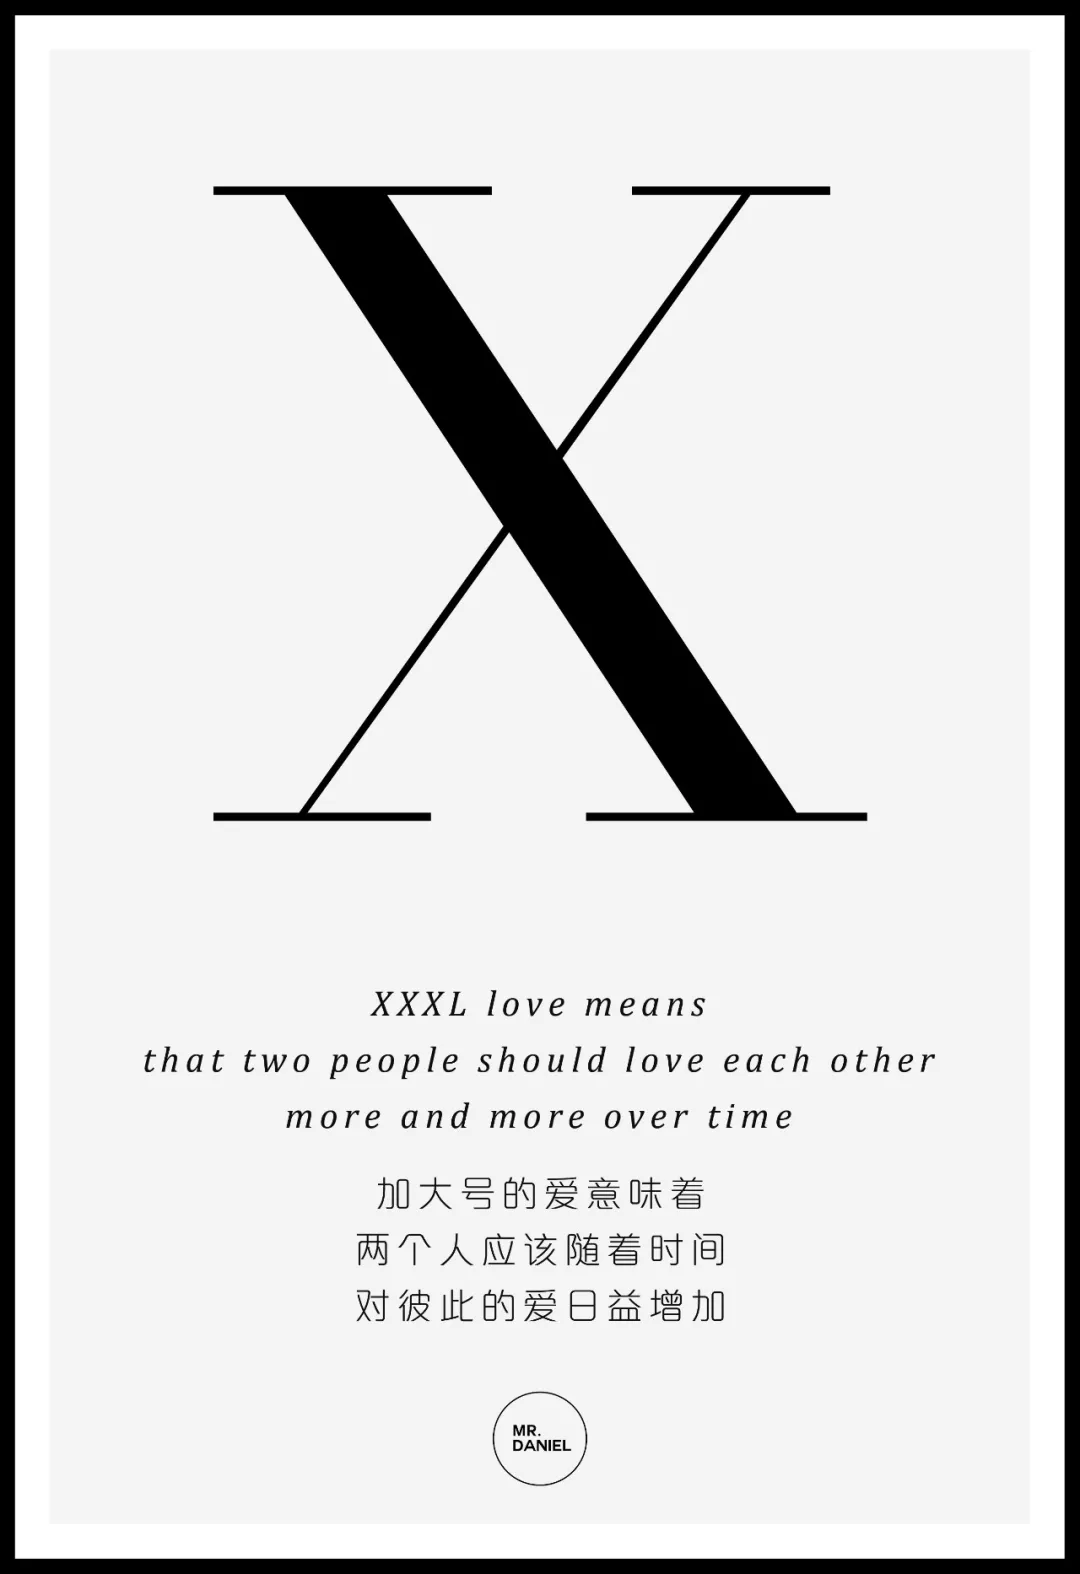 X
XXXL love means
that two people should love each other
more and more over time
加大号的爱意味着
两个人应该随着时间
对彼此的爱日益增加
MR.
DANIEL